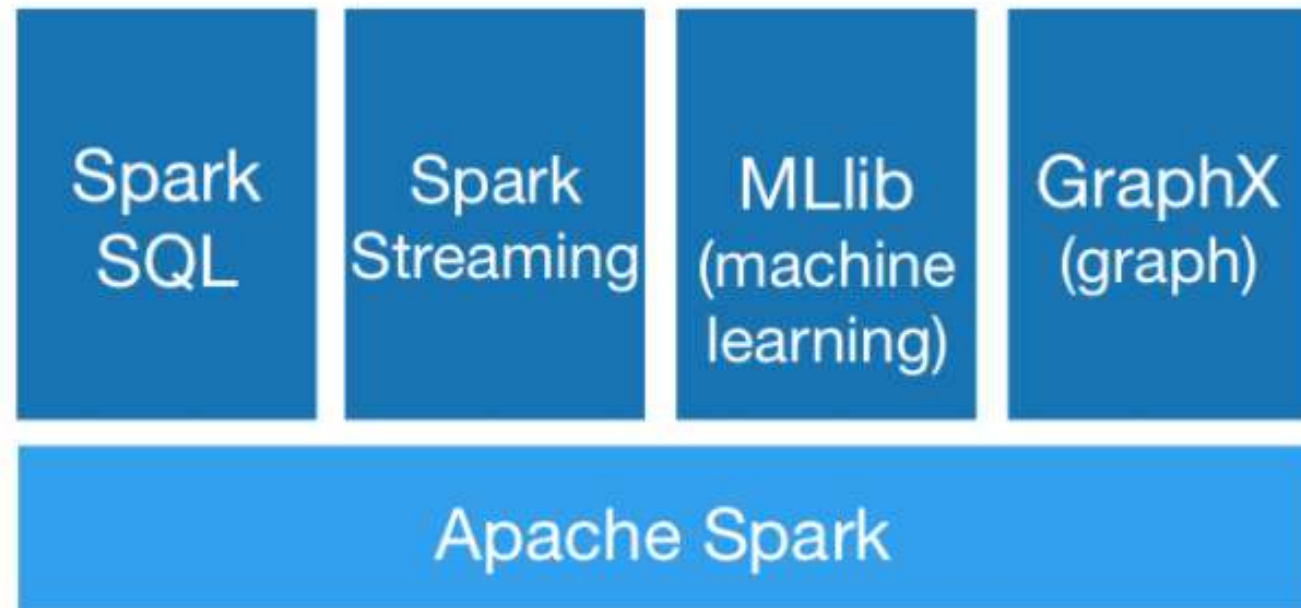 Spark
SQL
Spark
Streaming
MLlib
(machine
learning)
GraphX
(graph)
Apache Spark